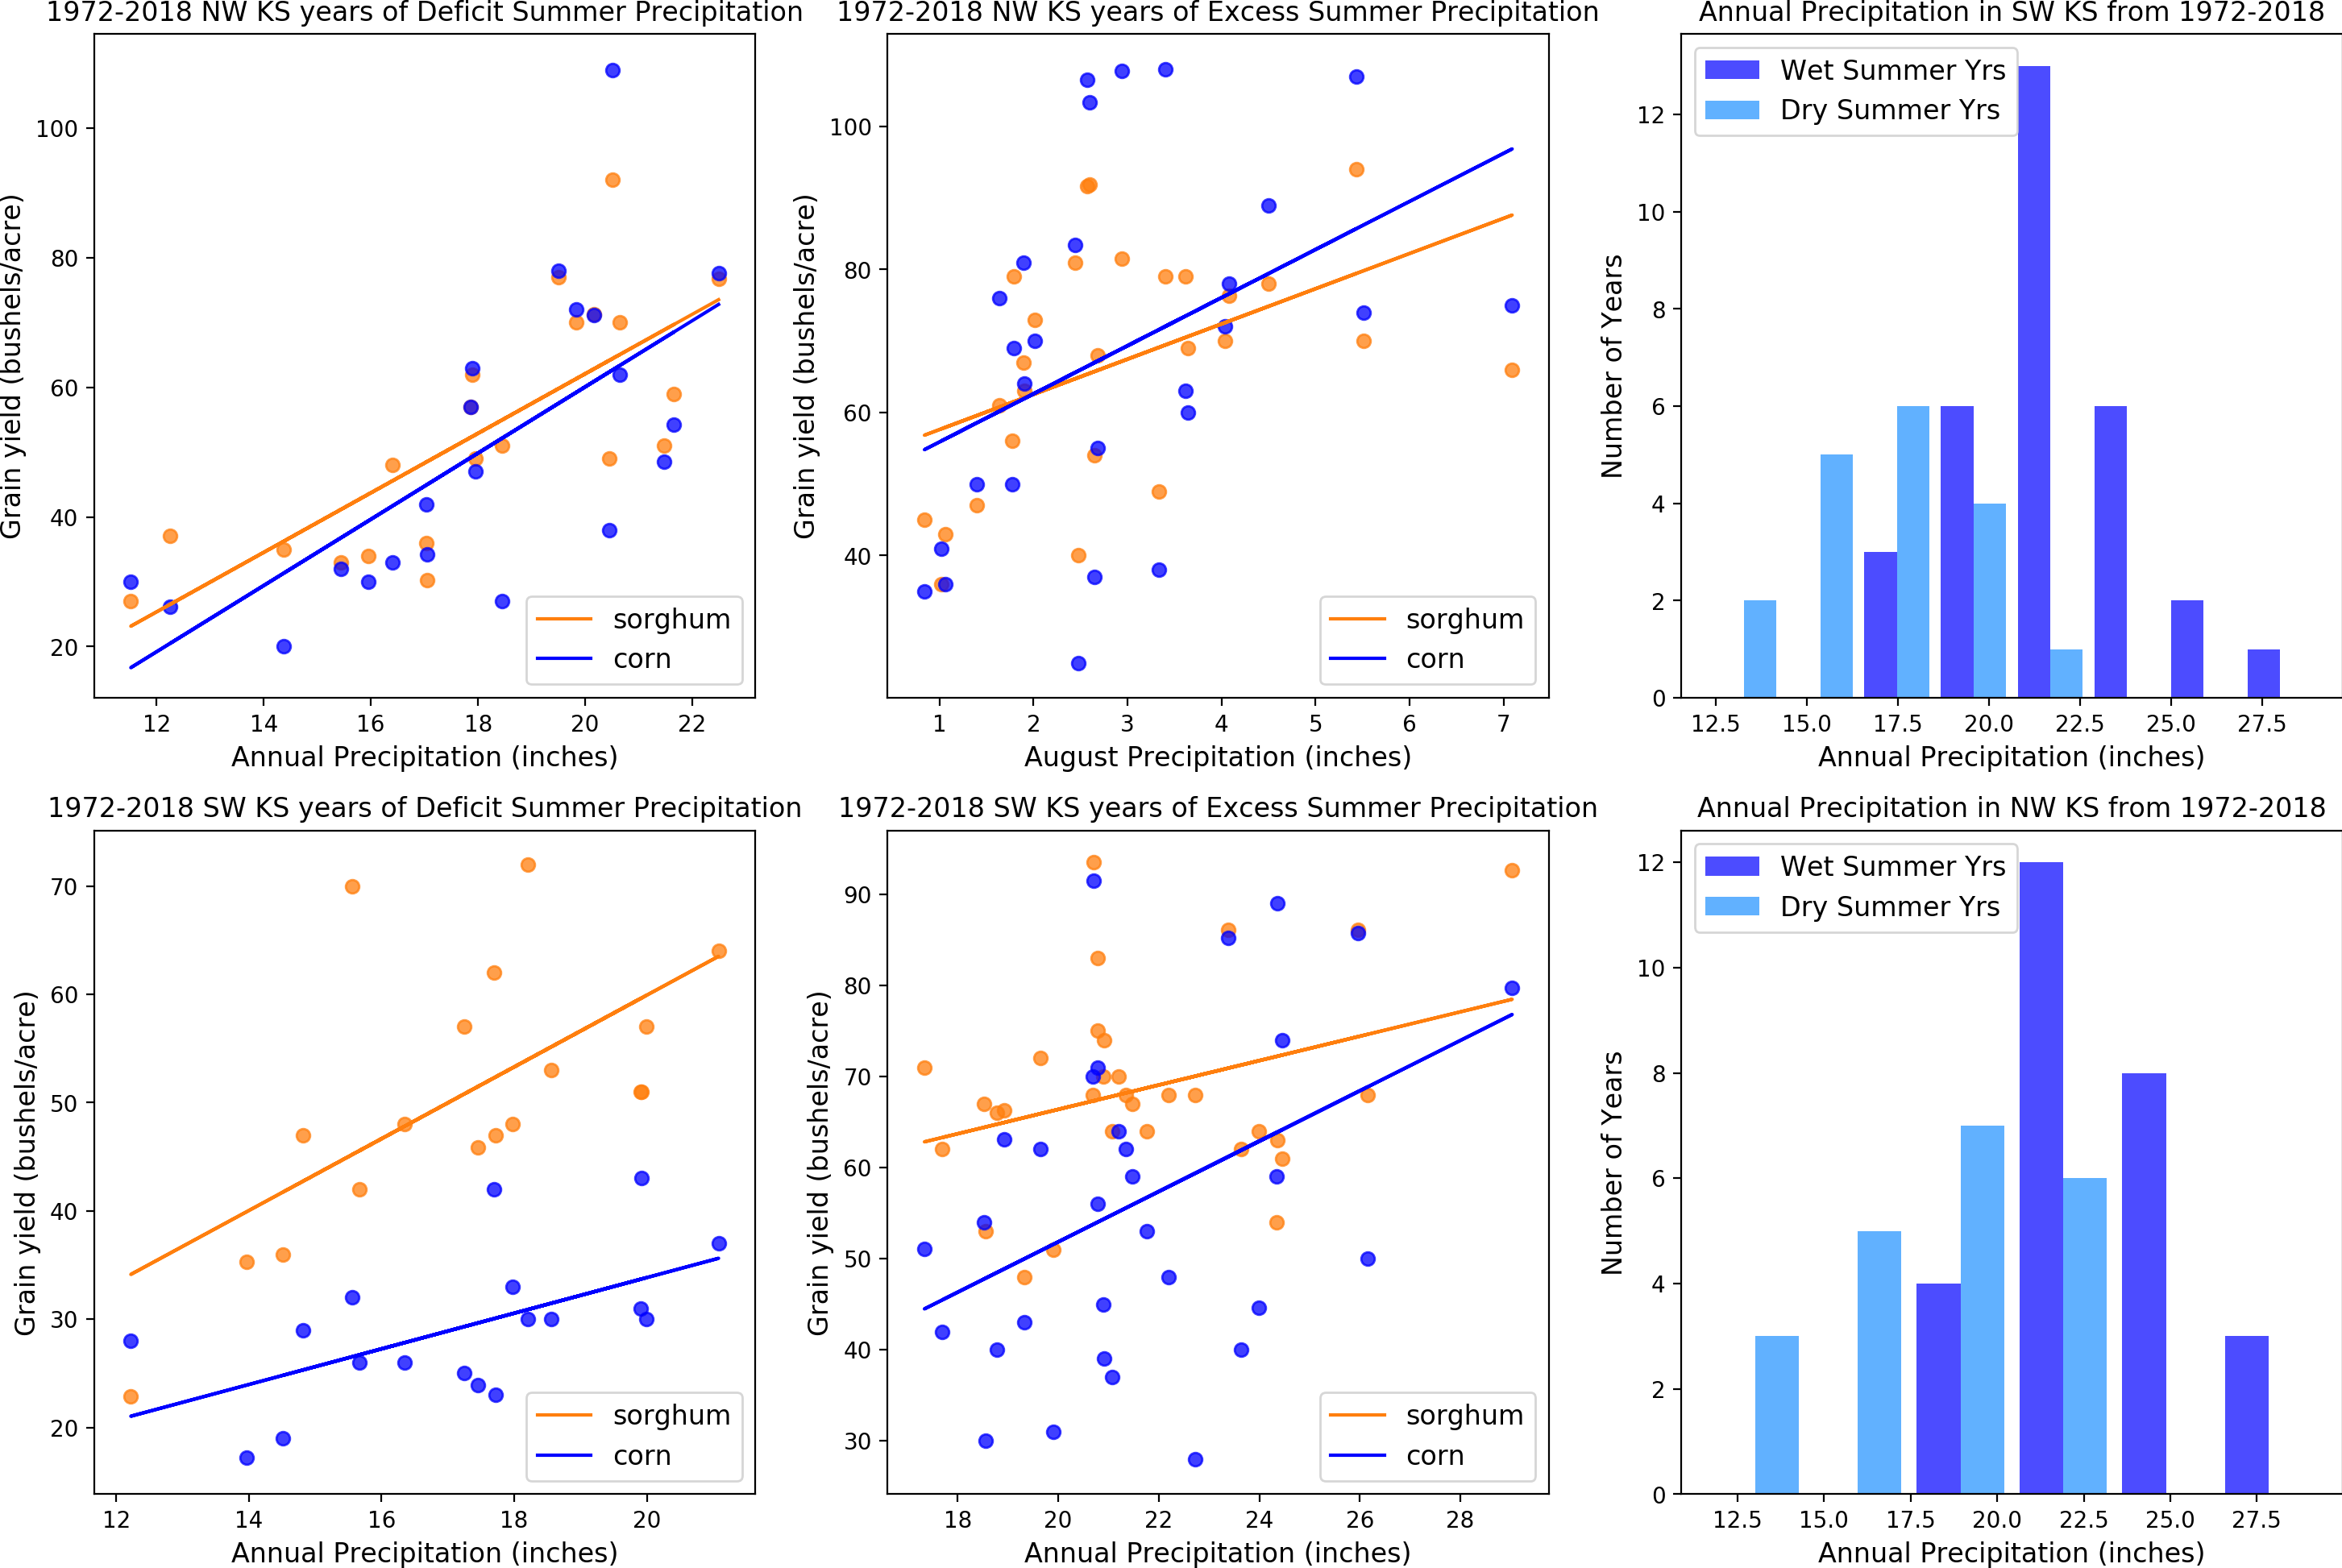 1972-2018 NW KS years of Deficit Summer Precipitation
Grain yield (bushels/acre)
100
80
60
40
20
sorghum
corn
12 14 16 18 20 22
Annual Precipitation (inches)
1972-2018 NW KS years of Excess Summer Precipitation
Grain yield (bushels/acre)
100
80
60
40
sorghum
corn
1 2 3 4 5 6 7
August Precipitation (inches)
Annual Precipitation in SW KS from 1972-2018
Wet Summer Yrs
Dry Summer Yrs
Number of Years
12
10
8
6
4
2
0
12.5 15.0 17.5 20.0 22.5 25.0 27.5
Annual Precipitation (inches)
1972-2018 SW KS years of Deficit Summer Precipitation
Grain yield (bushels/acre)
70
60
50
40
30
20
sorghum
corn
12 14 16 18 20
Annual Precipitation (inches)
1972-2018 SW KS years of Excess Summer Precipitation
Grain yield (bushels/acre)
90
80
70
60
50
40
30
sorghum
corn
18 20 22 24 26 28
Annual Precipitation (inches)
Annual Precipitation in NW KS from 1972-2018
Wet Summer Yrs
Dry Summer Yrs
Number of Years
12
10
8
6
4
2
0
12.5 15.0 17.5 20.0 22.5 25.0 27.5
Annual Precipitation (inches)